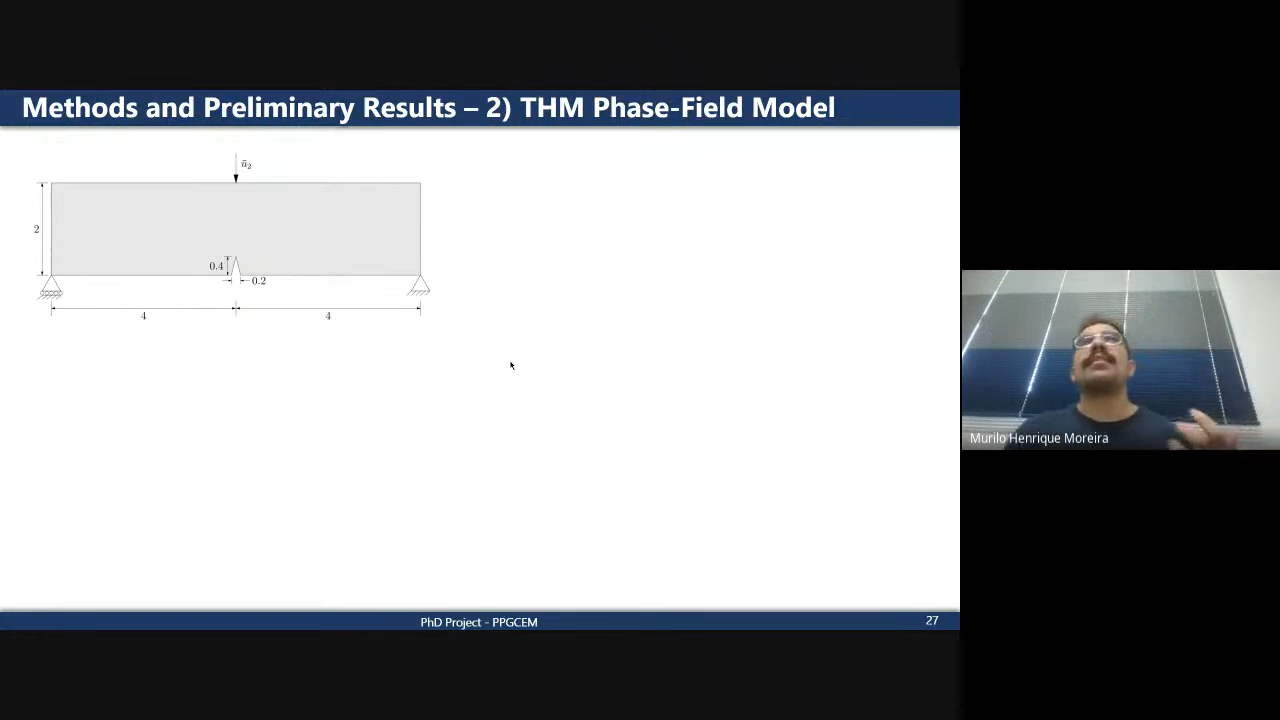 Methods and Preliminary Results – 2) THM Phase-Field Model
ū₂
2
0.4
0.2
4
4
Murilo Henrique Moreira
PhD Project - PPGCEM
27